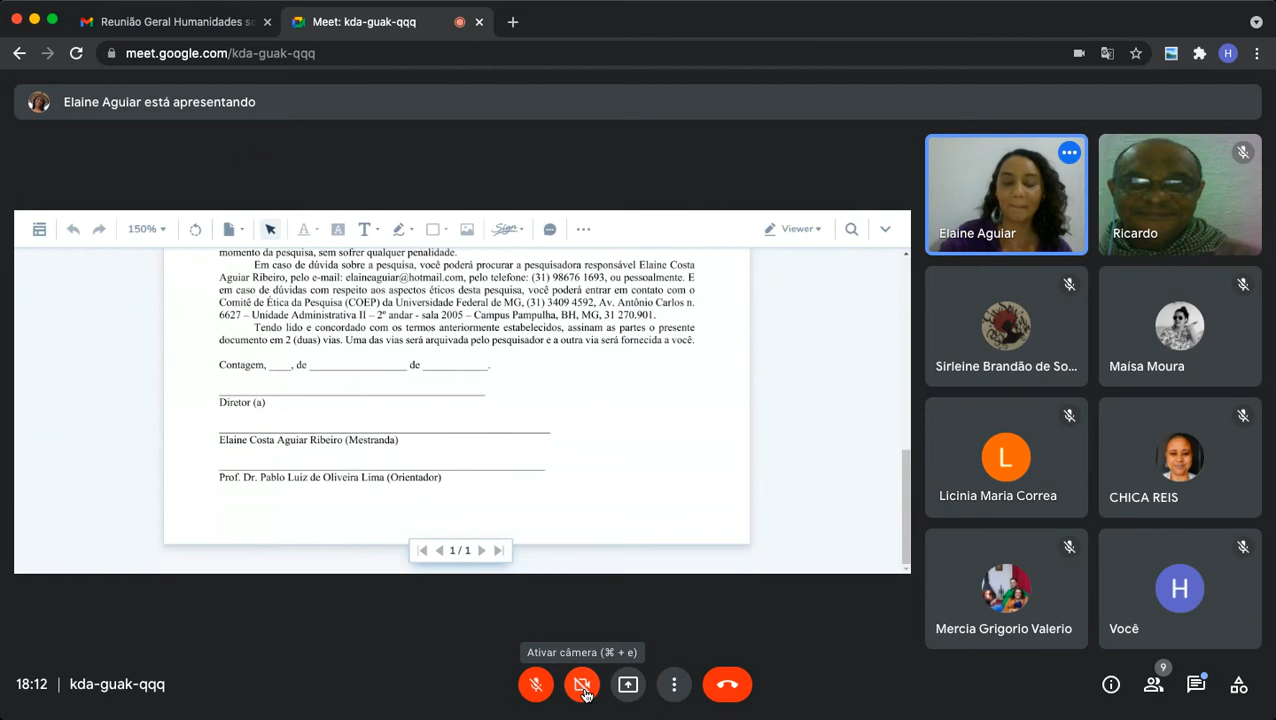 Reunião Geral Humanidades so
Meet: kda-guak-qqq
meet.google.com/kda-guak-qqq
H
Elaine Aguiar está apresentando
150%
T
Sign
Viewer
momento da pesquisa, sem sofrer qualquer penalidade.
Em caso de dúvida sobre a pesquisa, você poderá procurar a pesquisadora responsável Elaine Costa
Aguiar Ribeiro, pelo e-mail: elaineaguiar@hotmail.com, pelo telefone: (31) 98676 1693, ou pessoalmente. E
em caso de dúvidas com respeito aos aspectos éticos desta pesquisa, você poderá entrar em contato com o
Comitê de Ética da Pesquisa (COEP) da Universidade Federal de MG, (31) 3409 4592, Av. Antônio Carlos n.
6627 – Unidade Administrativa II – 2º andar - sala 2005 – Campus Pampulha, BH, MG, 31 270.901.
Tendo lido e concordado com os termos anteriormente estabelecidos, assinam as partes o presente
documento em 2 (duas) vias. Uma das vias será arquivada pelo pesquisador e a outra via será fornecida a você.
Contagem, ____, de __________________ de ____________.
Diretor (a)
Elaine Costa Aguiar Ribeiro (Mestranda)
Prof. Dr. Pablo Luiz de Oliveira Lima (Orientador)
1 / 1
Elaine Aguiar
Ricardo
Sirleine Brandão de So...
Maísa Moura
L
Licinia Maria Correa
CHICA REIS
Mercia Grigorio Valerio
H
Você
Ativar câmera (⌘ + e)
18:12 | kda-guak-qqq
9